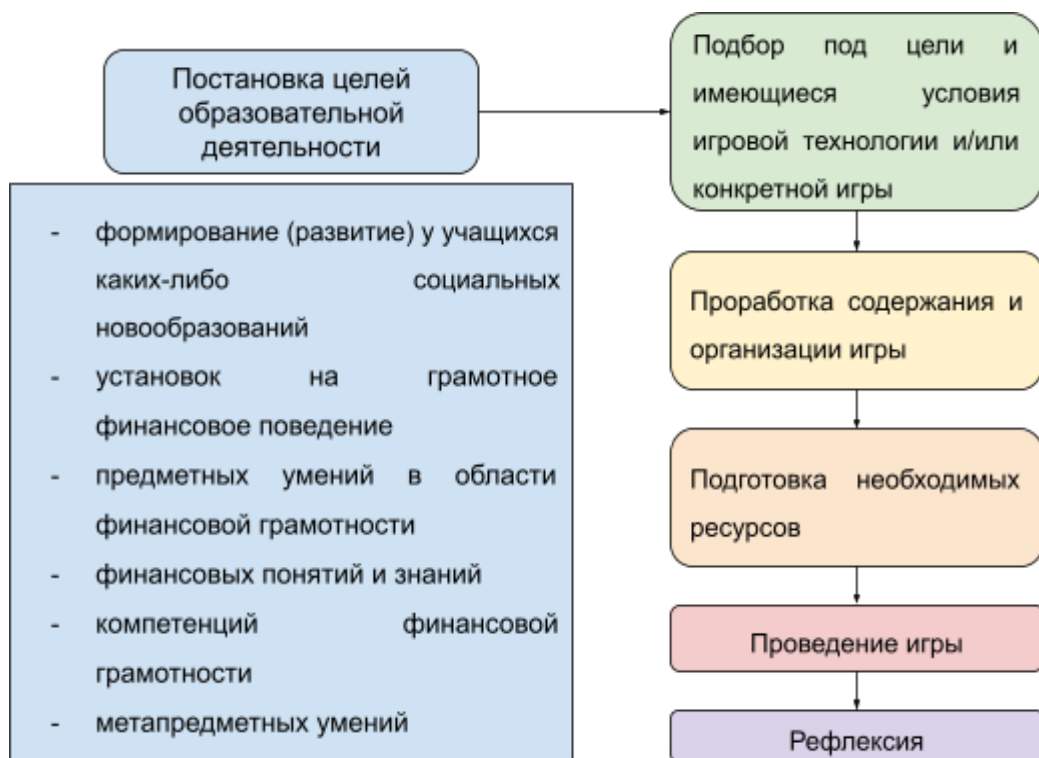 Постановка целей
образовательной
деятельности
- формирование (развитие) у учащихся
каких-либо социальных
новообразований
- установок на грамотное
финансовое поведение
- предметных умений в области
финансовой грамотности
- финансовых понятий и знаний
- компетенций финансовой
грамотности
- метапредметных умений
Подбор под цели и
имеющиеся условия
игровой технологии и/или
конкретной игры
Проработка содержания и
организации игры
Подготовка необходимых
ресурсов
Проведение игры
Рефлексия